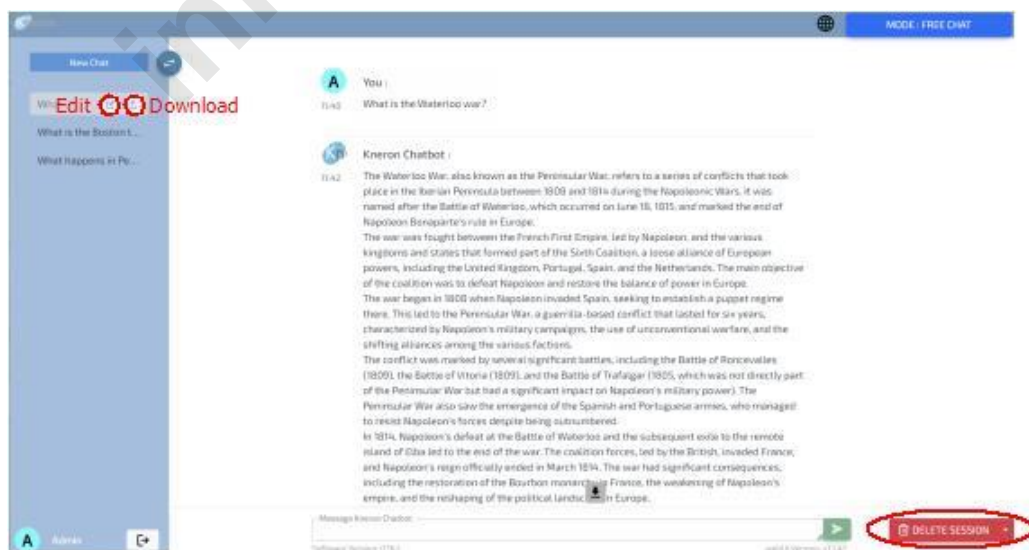 MODE : FREE CHAT
New Chat
Edit
Download
What is the Boston t...
What happens in Pe...
A
You :
11:40
What is the Waterloo war?
Kneron Chatbot :
11:42
The Waterloo War, also known as the Peninsular War, refers to a series of conflicts that took
place in the Iberian Peninsula between 1808 and 1814 during the Napoleonic Wars. It was
named after the Battle of Waterloo, which occurred on June 18, 1815, and marked the end of
Napoleon Bonaparte's rule in Europe.
The war was fought between the French First Empire, led by Napoleon, and the various
kingdoms and states that formed part of the Sixth Coalition, a loose alliance of European
powers, including the United Kingdom, Portugal, Spain, and the Netherlands. The main objective
of the coalition was to defeat Napoleon and restore the balance of power in Europe.
The war began in 1808 when Napoleon invaded Spain, seeking to establish a puppet regime
there. This led to the Peninsular War, a guerrilla-based conflict that lasted for six years,
characterized by Napoleon's military campaigns, the use of unconventional warfare, and the
shifting alliances among the various factions.
The conflict was marked by several significant battles, including the Battle of Roncevalles
(1809), the Battle of Vitoria (1809), and the Battle of Trafalgar (1805, which was not directly part
of the Peninsular War but had a significant impact on Napoleon's military power). The
Peninsular War also saw the emergence of the Spanish and Portuguese armies, who managed
to resist Napoleon's forces despite being outnumbered.
In 1814, Napoleon's defeat at the Battle of Waterloo and the subsequent exile to the remote
island of Elba led to the end of the war. The coalition forces, led by the British, invaded France,
and Napoleon's reign officially ended in March 1814. The war had significant consequences,
including the restoration of the Bourbon monarchy in France, the weakening of Napoleon's
empire, and the reshaping of the political landsc in Europe.
Message Kneron Chatbot
A
Admin
DELETE SESSION